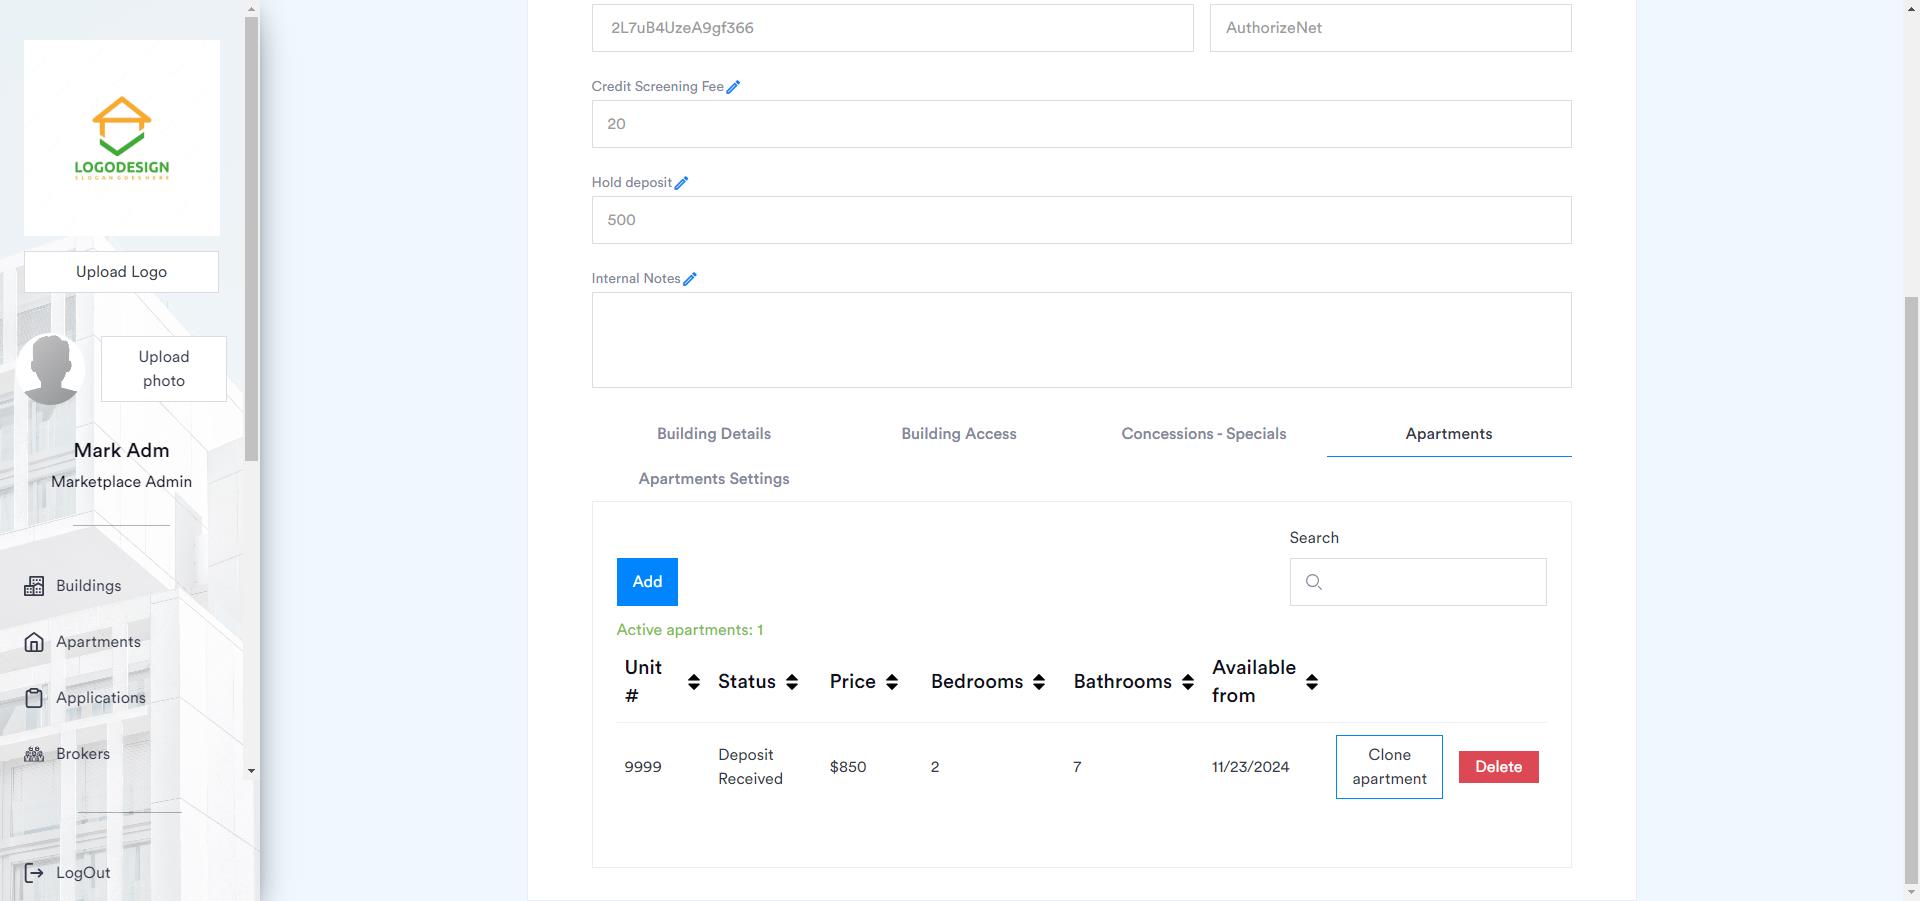 LOGODESIGN
SLOGAN GOES HERE
Upload Logo
Upload
photo
Mark Adm
Marketplace Admin
Buildings
Apartments
Applications
Brokers
LogOut
2L7uB4UzeA9gf366
AuthorizeNet
Credit Screening Fee
20
Hold deposit
500
Internal Notes
Building Details
Building Access
Concessions - Specials
Apartments
Apartments Settings
Search
Add
Active apartments: 1
Unit
#
Status
Price
Bedrooms
Bathrooms
Available
from
9999
Deposit
Received
$850
2
7
11/23/2024
Clone
apartment
Delete